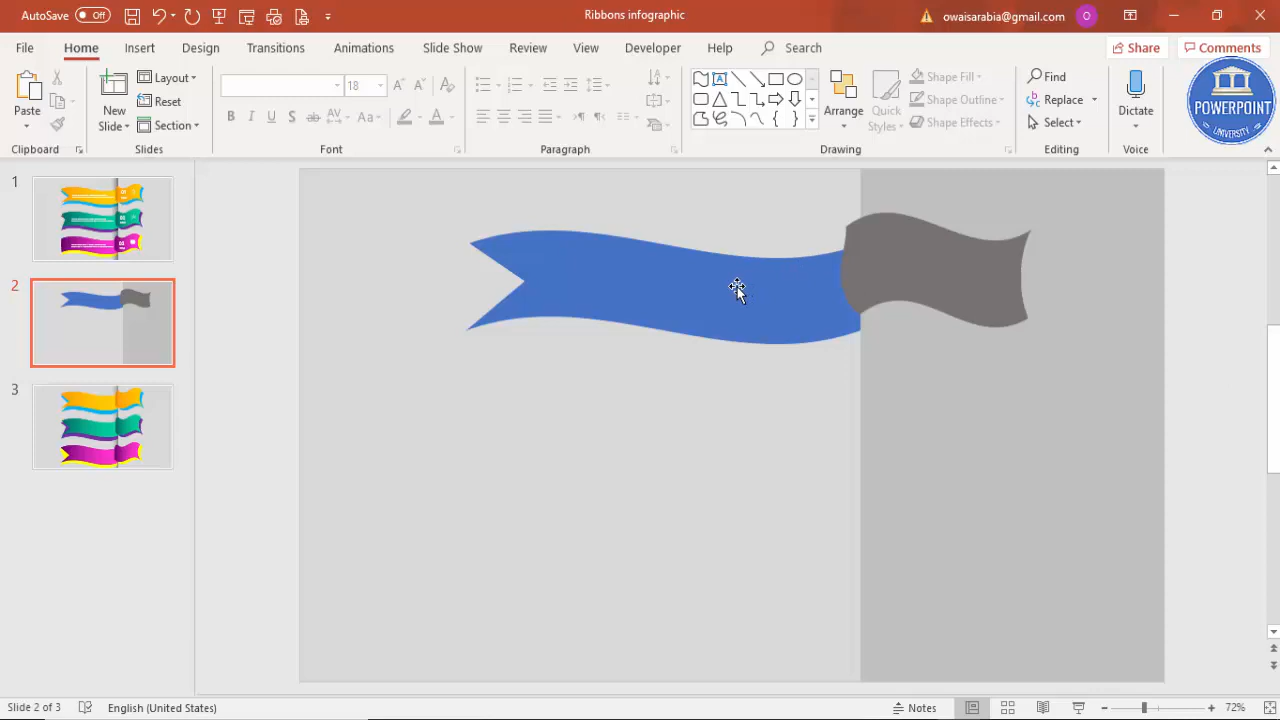 AutoSave Off Ribbons infographic owaisarabia@gmail.com O
File Home Insert Design Transitions Animations Slide Show Review View Developer Help Search Share Comments
Paste New Slide Layout Reset Section 18 Arrange Quick Styles Shape Fill Shape Outline Shape Effects Find Replace Select Dictate
B I U S ab AV Aa A
Clipboard Slides Font Paragraph Drawing Editing Voice
POWERPOINT
UNIVERSITY
1
2
3
Slide 2 of 3 English (United States) Notes 72%